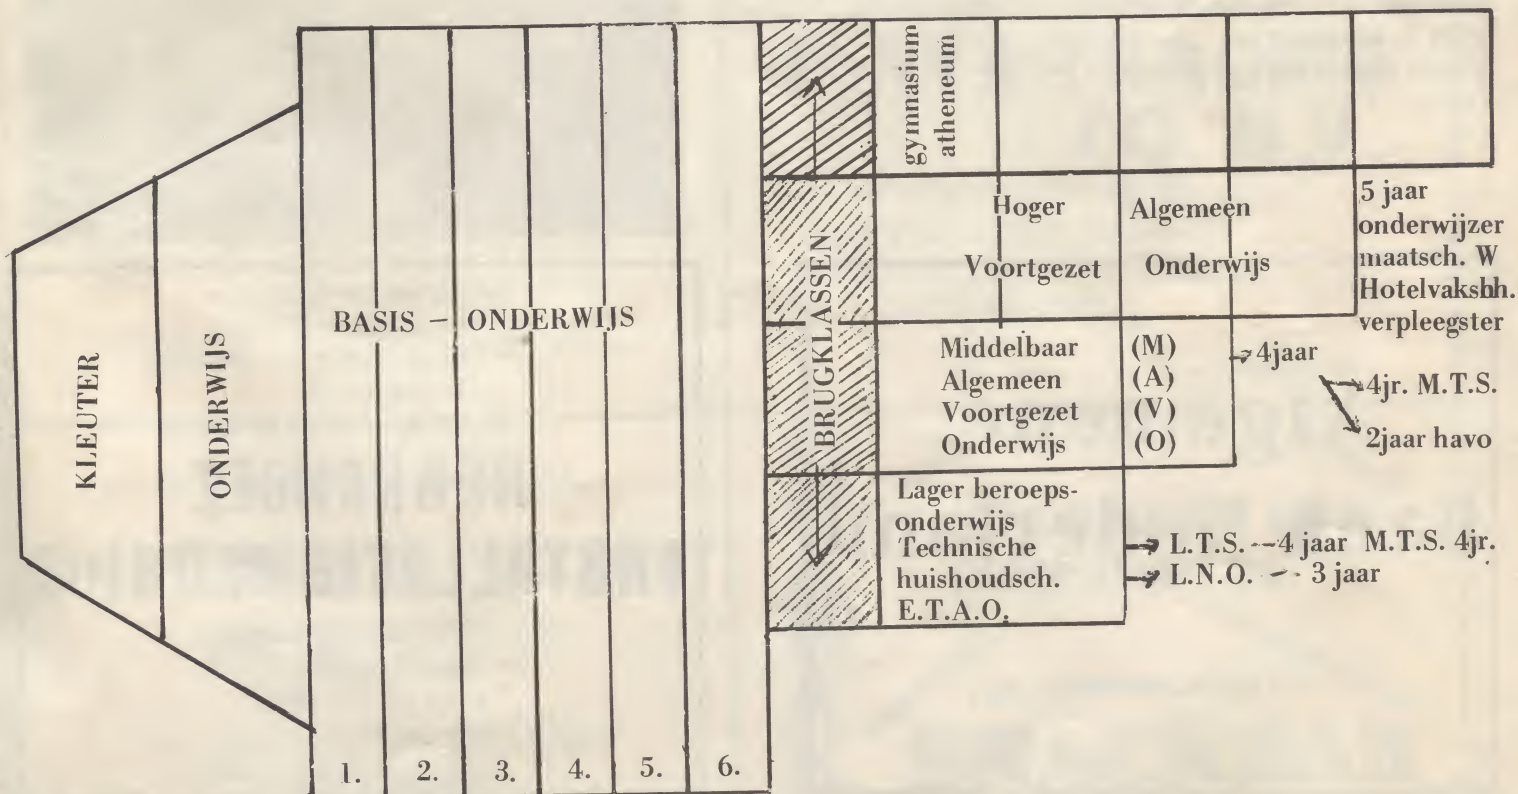 KLEUTER
ONDERWIJS
BASIS – ONDERWIJS
1. 2. 3. 4. 5. 6.
BRUGKLASSEN
gymnasium
atheneum
Hoger Algemeen
Voortgezet Onderwijs
5 jaar
onderwijzer
maatsch. W
Hotelvakshh.
verpleegster
Middelbaar (M)
Algemeen (A)
Voortgezet (V)
Onderwijs (O)
4jaar
4jr. M.T.S.
2jaar havo
Lager beroeps-
onderwijs
Technische
huishoudsch.
E.T.A.O.
L.T.S. -- 4 jaar M.T.S. 4jr.
L.N.O. -- 3 jaar